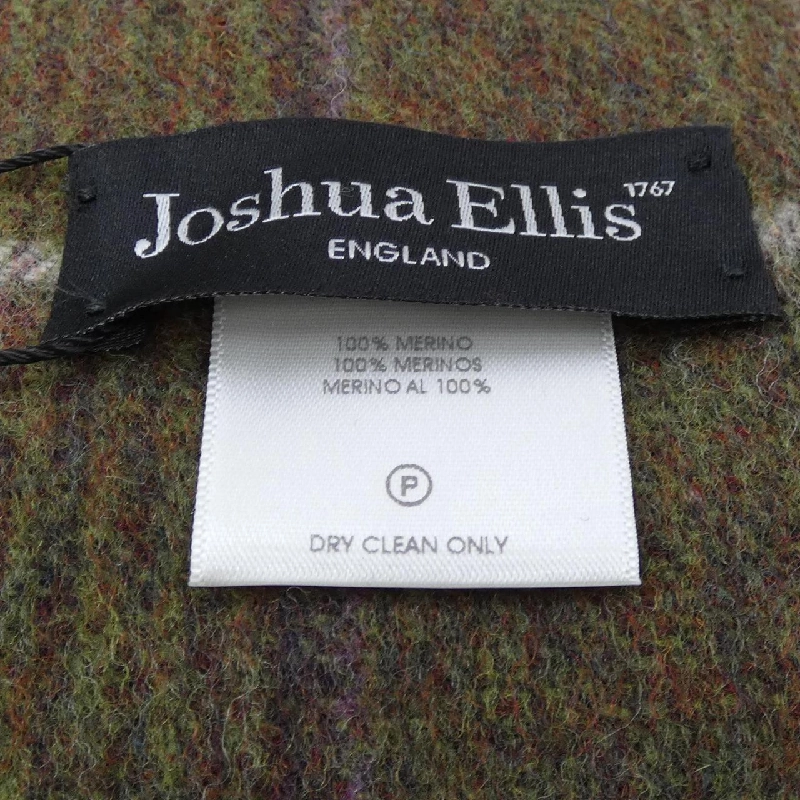 Joshua Ellis 1767
ENGLAND
100% MERINO
100% MERINOS
MERINO AL 100%
P
DRY CLEAN ONLY